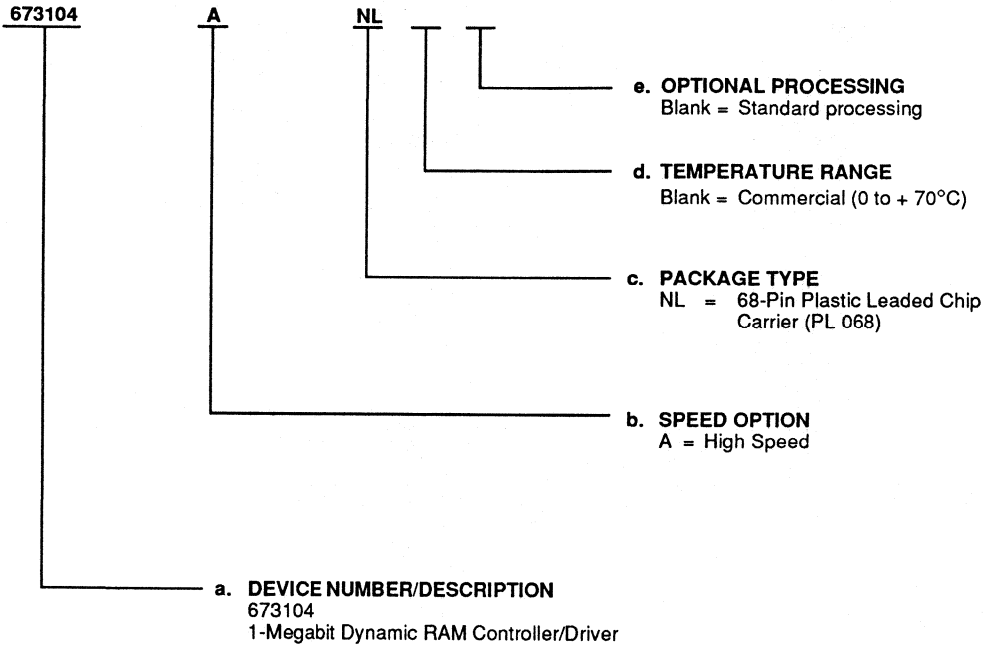 673104 A NL
e. OPTIONAL PROCESSING
Blank = Standard processing
d. TEMPERATURE RANGE
Blank = Commercial (0 to + 70°C)
c. PACKAGE TYPE
NL = 68-Pin Plastic Leaded Chip
Carrier (PL 068)
b. SPEED OPTION
A = High Speed
a. DEVICE NUMBER/DESCRIPTION
673104
1-Megabit Dynamic RAM Controller/Driver